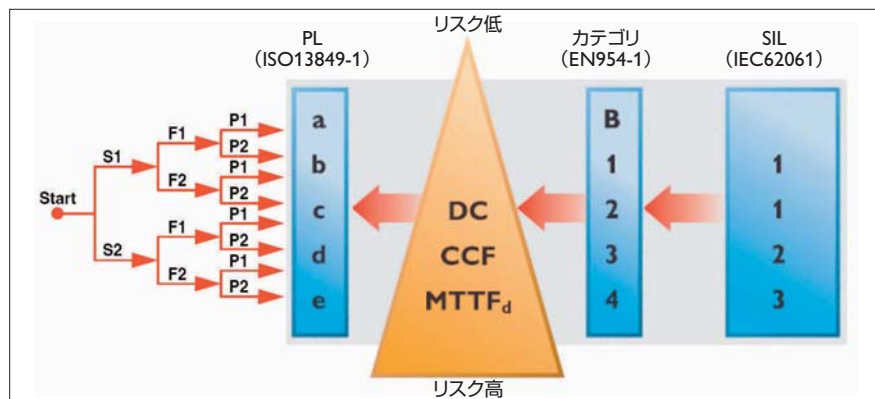 リスク低
PL
（ISO13849-1）
カテゴリ
（EN954-1）
SIL
（IEC62061）
Start
S1
S2
F1
F2
F1
F2
P1
P2
P1
P2
P1
P2
P1
P2
a
b
c
d
e
DC
CCF
MTTFd
B
1
2
3
4
1
1
2
3
リスク高